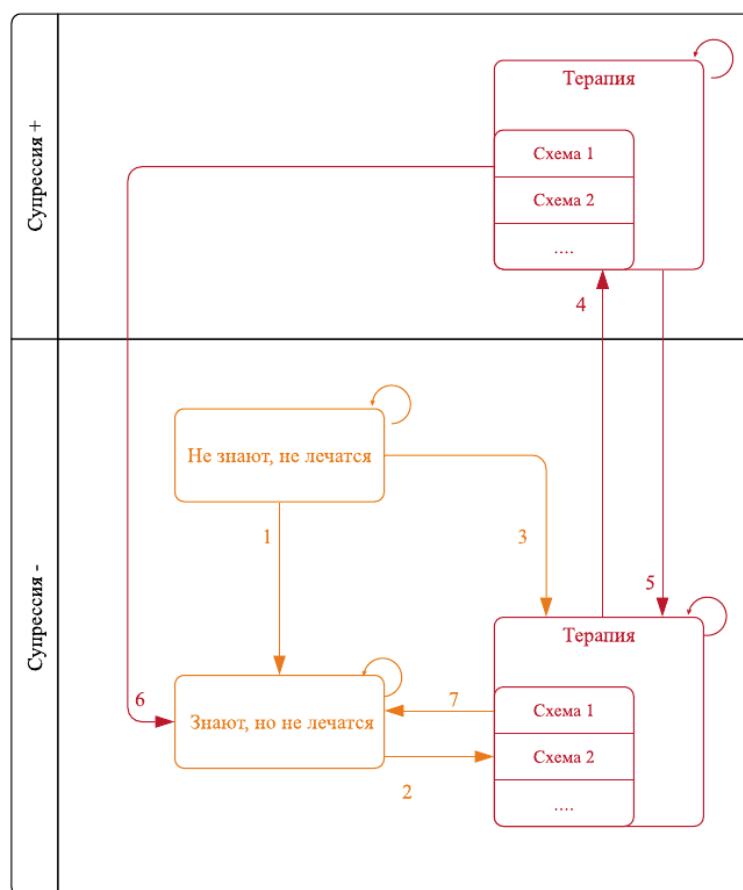 Супрессия +
Терапия
Схема 1
Схема 2
....
4
Супрессия -
Не знают, не лечатся
1
3
5
Терапия
6
7
Знают, но не лечатся
Схема 1
Схема 2
2
....